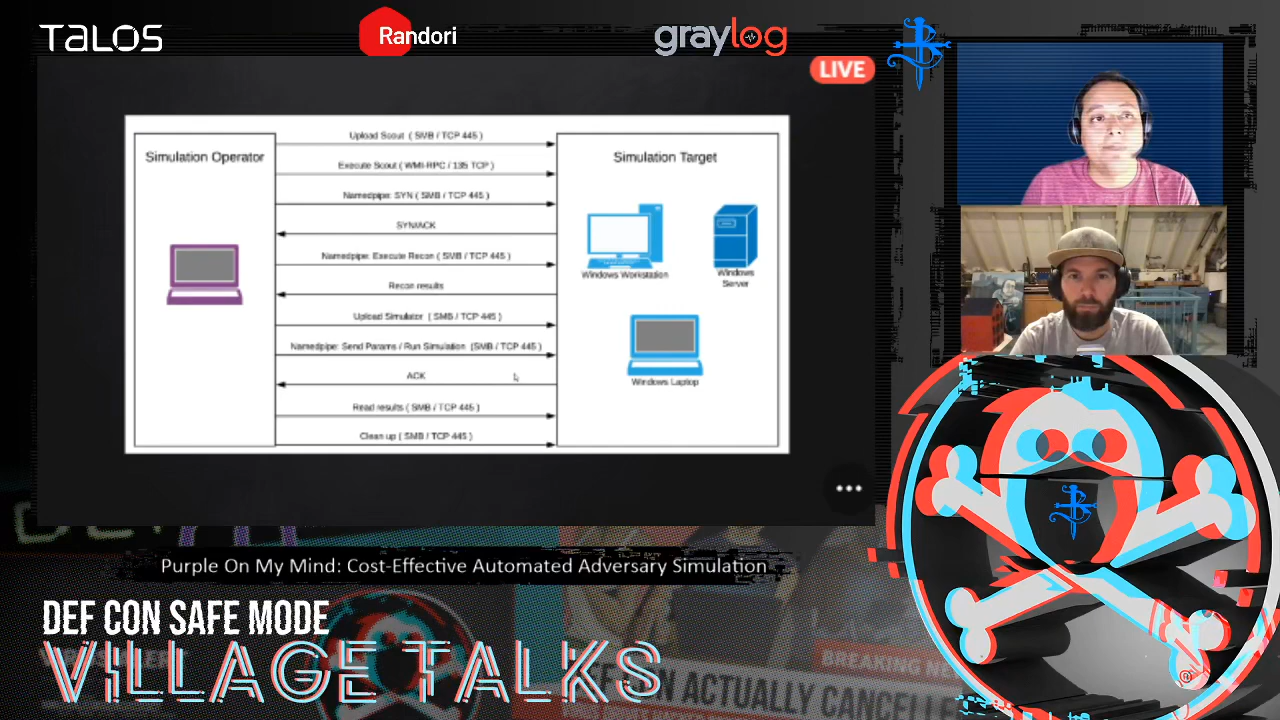 TALOS
Randori
graylog
LIVE
Upload Scout ( SMB / TCP 445 )
Simulation Operator
Simulation Target
Execute Scout ( WMI-RPC / 135 TCP )
Namedpipe: SYN ( SMB / TCP 445 )
SYN/ACK
Namedpipe: Execute Recon ( SMB / TCP 445 )
Windows Workstation
Windows
Server
Recon results
Upload Simulator ( SMB / TCP 445 )
Namedpipe: Send Params / Run Simulation (SMB / TCP 445 )
ACK
Windows Laptop
Read results ( SMB / TCP 445 )
Clean up ( SMB / TCP 445 )
Purple On My Mind: Cost-Effective Automated Adversary Simulation
DEF CON SAFE MODE
VILLAGE TALKS
BREAKING NE
CON ACTUALLY CANCELLE